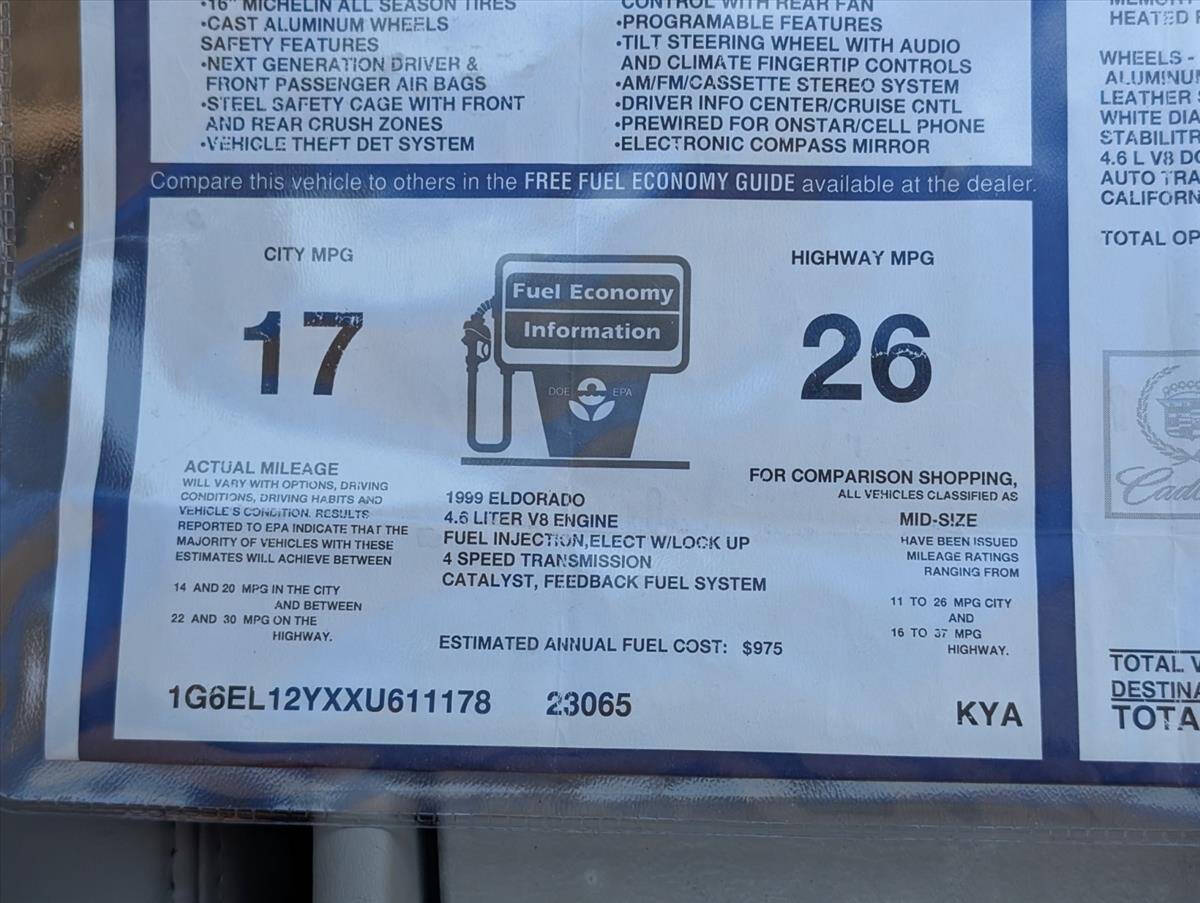 •16" MICHELIN ALL SEASON TIRES
•CAST ALUMINUM WHEELS
SAFETY FEATURES
•NEXT GENERATION DRIVER &
FRONT PASSENGER AIR BAGS
•STEEL SAFETY CAGE WITH FRONT
AND REAR CRUSH ZONES
•VEHICLE THEFT DET SYSTEM
CONTROL WITH REAR FAN
•PROGRAMABLE FEATURES
•TILT STEERING WHEEL WITH AUDIO
AND CLIMATE FINGERTIP CONTROLS
•AM/FM/CASSETTE STEREO SYSTEM
•DRIVER INFO CENTER/CRUISE CNTL
•PREWIRED FOR ONSTAR/CELL PHONE
•ELECTRONIC COMPASS MIRROR
Compare this vehicle to others in the FREE FUEL ECONOMY GUIDE available at the dealer.
CITY MPG
17
Fuel Economy
Information
DOE EPA
HIGHWAY MPG
26
ACTUAL MILEAGE
WILL VARY WITH OPTIONS, DRIVING
CONDITIONS, DRIVING HABITS AND
VEHICLE'S CONDITION. RESULTS
REPORTED TO EPA INDICATE THAT THE
MAJORITY OF VEHICLES WITH THESE
ESTIMATES WILL ACHIEVE BETWEEN
14 AND 20 MPG IN THE CITY
AND BETWEEN
22 AND 30 MPG ON THE
HIGHWAY.
1999 ELDORADO
4.6 LITER V8 ENGINE
FUEL INJECTION,ELECT W/LOCK UP
4 SPEED TRANSMISSION
CATALYST, FEEDBACK FUEL SYSTEM
ESTIMATED ANNUAL FUEL COST: $975
FOR COMPARISON SHOPPING,
ALL VEHICLES CLASSIFIED AS
MID-SIZE
HAVE BEEN ISSUED
MILEAGE RATINGS
RANGING FROM
11 TO 26 MPG CITY
AND
16 TO 37 MPG
HIGHWAY.
1G6EL12YXXU611178 23065 KYA
HEATED
WHEELS -
LEATHER
WHITE
4.6 L V8
AUTO
TOTAL
TOTAL